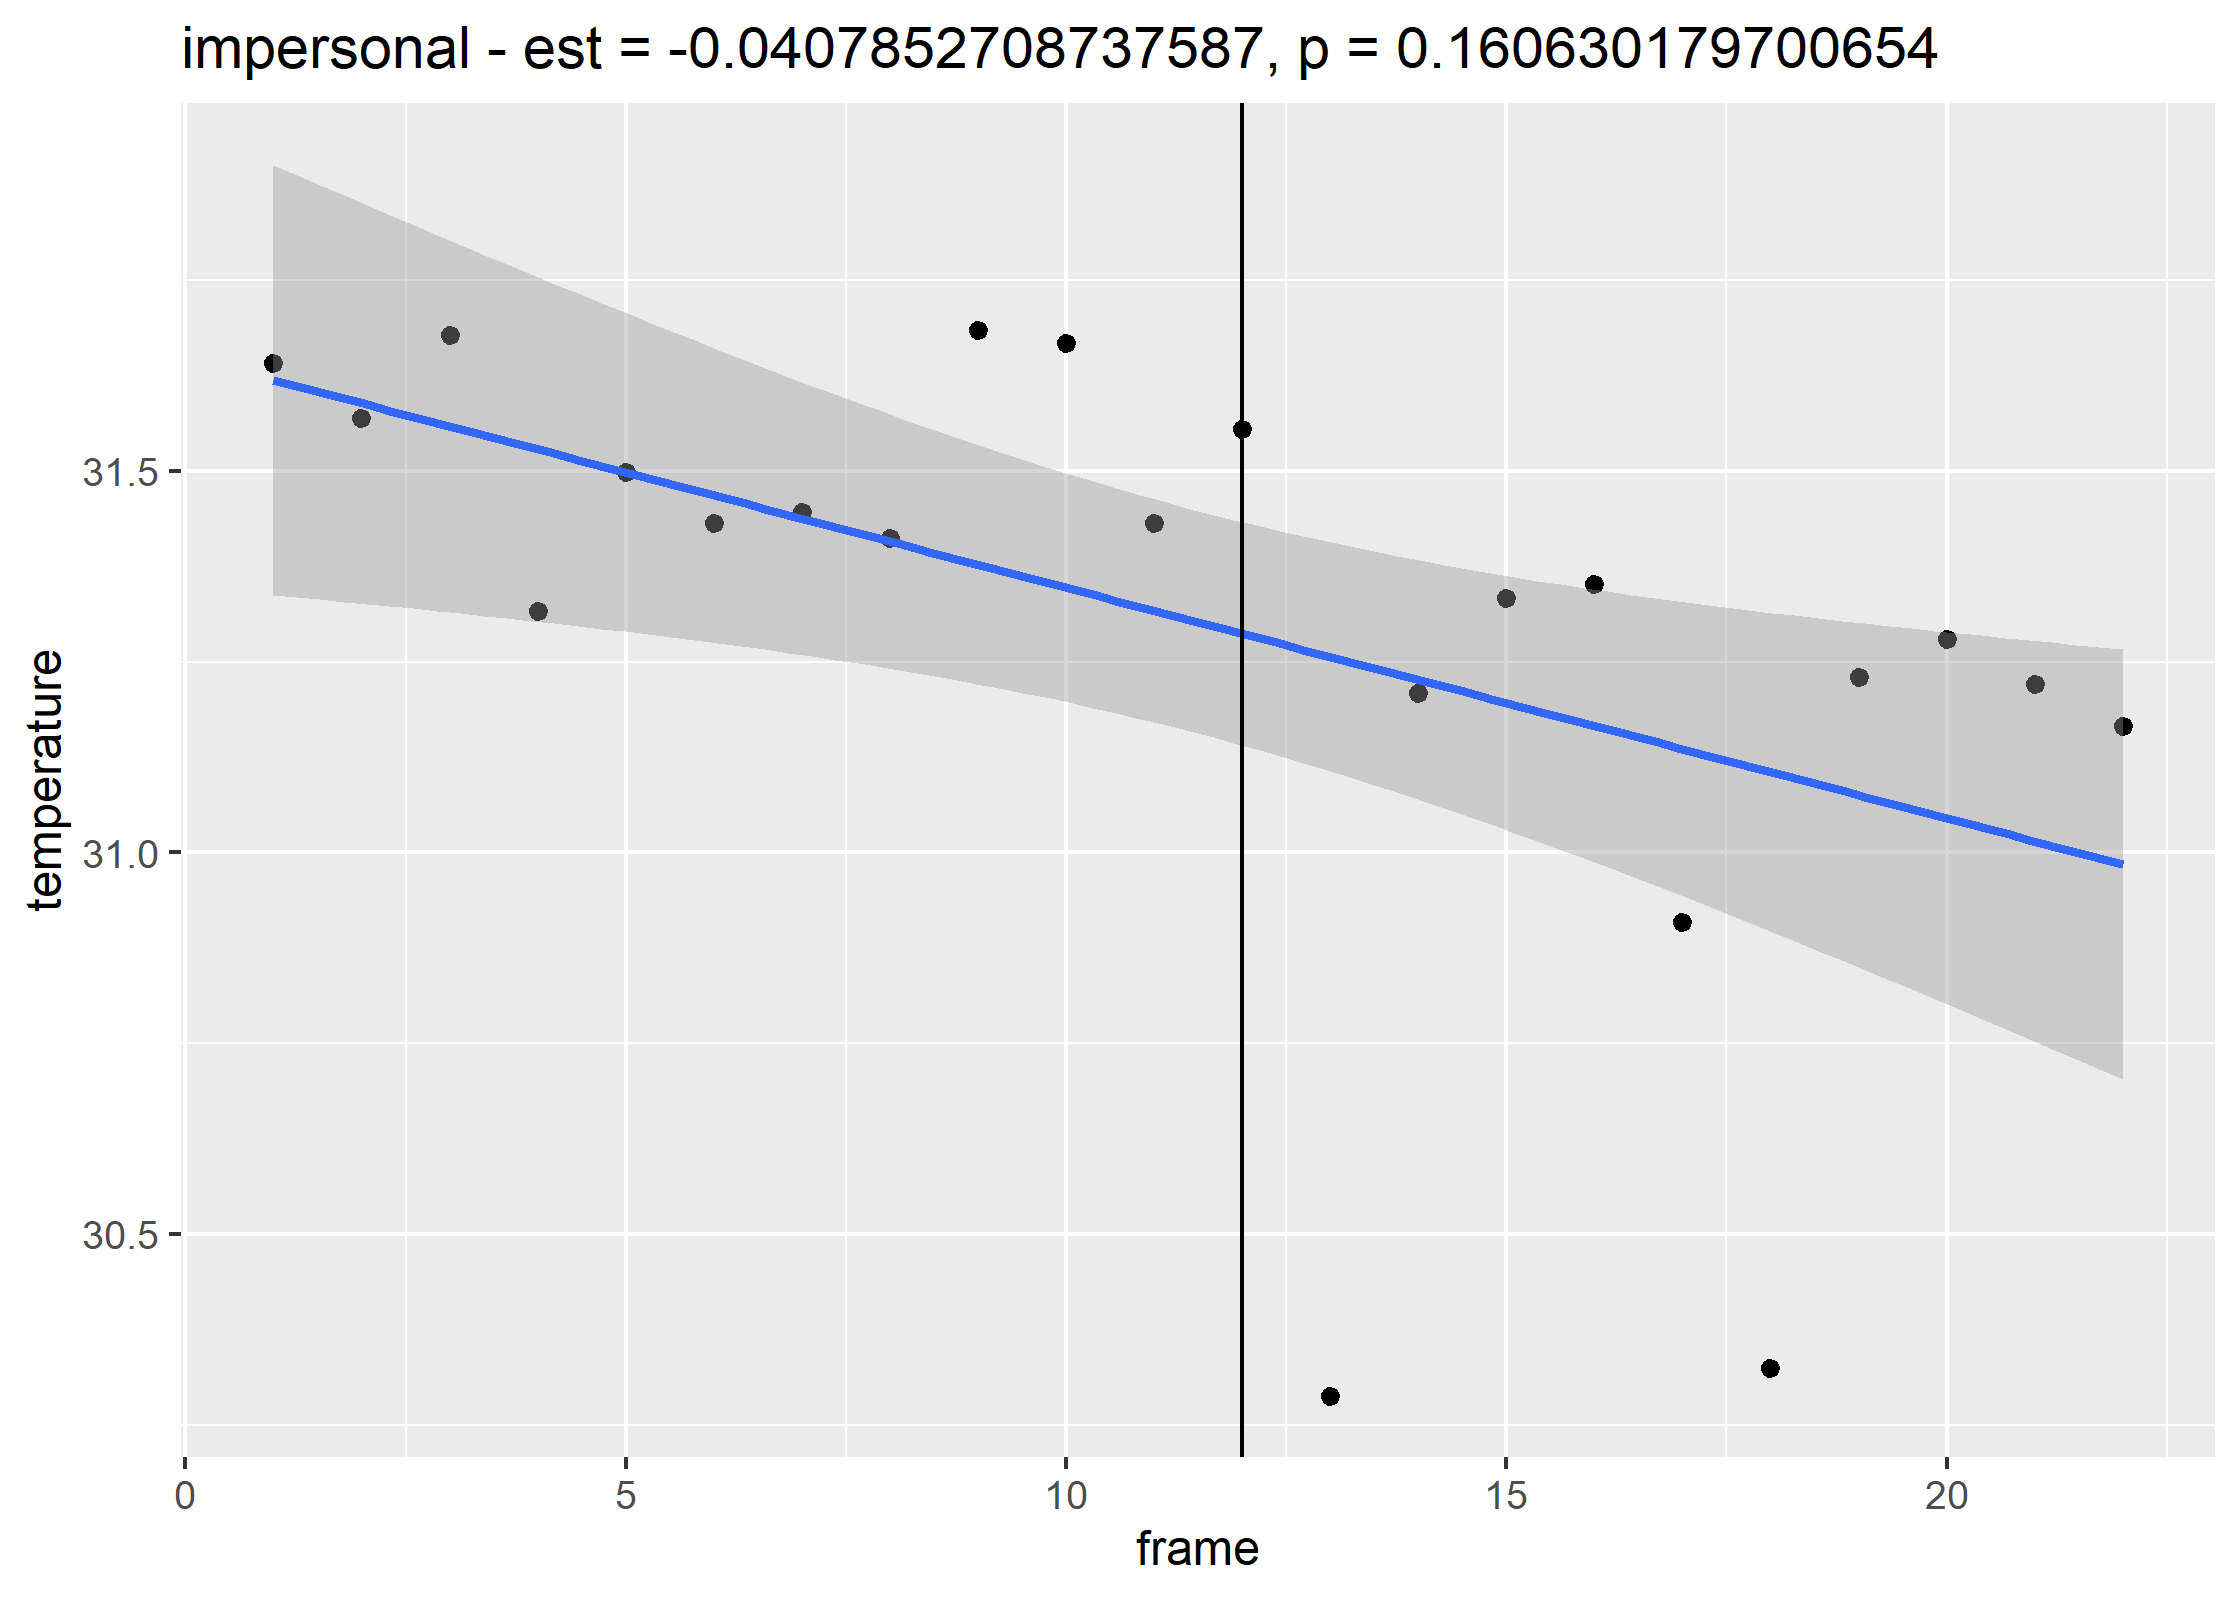 impersonal - est = -0.0407852708737587, p = 0.160630179700654
temperature
31.5
31.0
30.5
0 5 10 15 20
frame